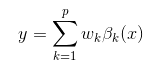 y = \sum_{k=1}^{p} w_k \beta_k(x)